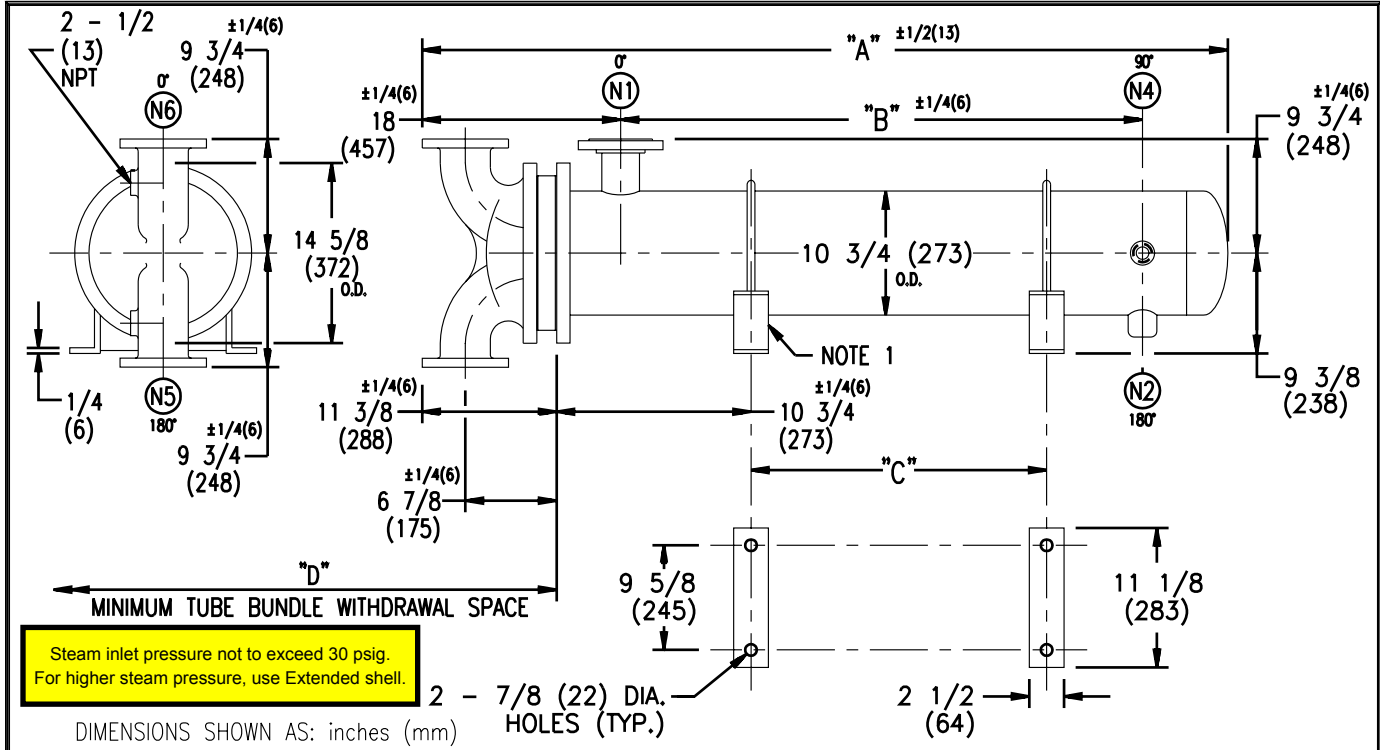 2 - 1/2
(13)
NPT
±1/4(6)
9 3/4
(248)
0°
N6
14 5/8
(372)
O.D.
1/4
(6)
N5
180°
±1/4(6)
9 3/4
(248)
"A" ±1/2(13)
±1/4(6)
18
(457)
0°
N1
"B" ±1/4(6)
90°
N4
±1/4(6)
9 3/4
(248)
10 3/4 (273)
O.D.
NOTE 1
N2
180°
9 3/8
(238)
±1/4(6)
11 3/8
(288)
±1/4(6)
10 3/4
(273)
±1/4(6)
6 7/8
(175)
"C"
"D"
MINIMUM TUBE BUNDLE WITHDRAWAL SPACE
9 5/8
(245)
11 1/8
(283)
Steam inlet pressure not to exceed 30 psig.
For higher steam pressure, use Extended shell.
2 - 7/8 (22) DIA.
HOLES (TYP.)
2 1/2
(64)
DIMENSIONS SHOWN AS: inches (mm)